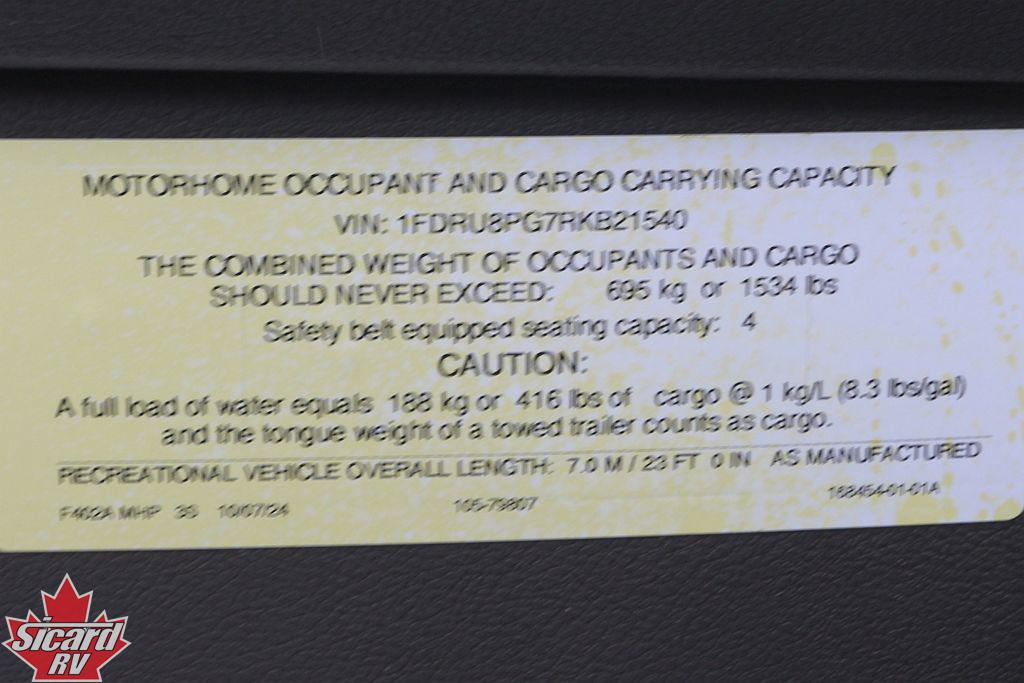 MOTORHOME OCCUPANT AND CARGO CARRYING CAPACITY
VIN: 1FDRU8PG7RKB21540
THE COMBINED WEIGHT OF OCCUPANTS AND CARGO
SHOULD NEVER EXCEED: 695 kg or 1534 lbs
Safety belt equipped seating capacity: 4
CAUTION:
A full load of water equals 188 kg or 416 lbs of cargo @ 1 kg/L (8.3 lbs/gal)
and the tongue weight of a towed trailer counts as cargo.
RECREATIONAL VEHICLE OVERALL LENGTH: 7.0 M / 23 FT 0 IN AS MANUFACTURED
F402A MHP 10/07/24 105-79807 168454-01-01A
Sicard
RV